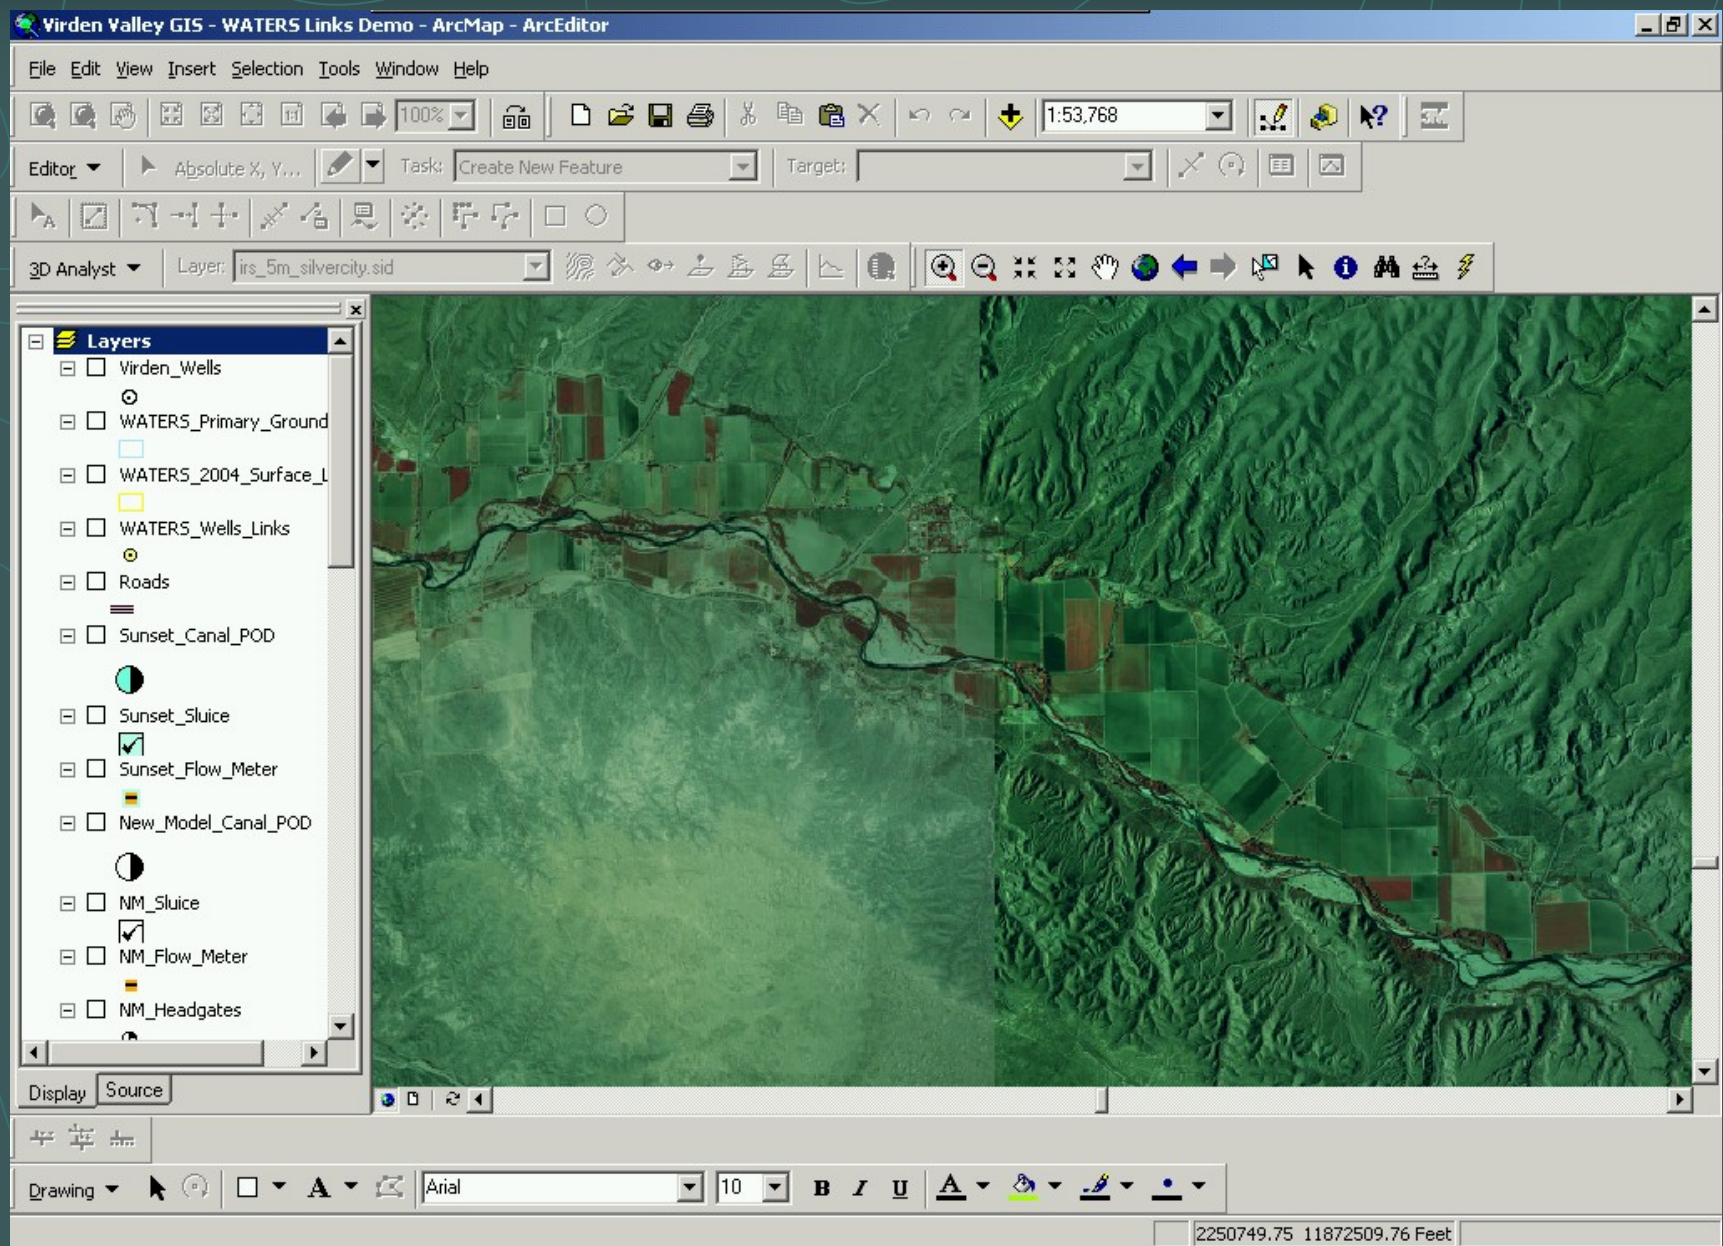 Virden Valley GIS - WATERS Links Demo - ArcMap - ArcEditor
File Edit View Insert Selection Tools Window Help
100% 1:53,768
Editor Absolute X, Y... Task: Create New Feature Target:
3D Analyst Layer: irs_5m_silvercity.sid
Layers
Virden_Wells
WATERS_Primary_Ground
WATERS_2004_Surface_L
WATERS_Wells_Links
Roads
Sunset_Canal_POD
Sunset_Sluice
Sunset_Flow_Meter
New_Model_Canal_POD
NM_Sluice
NM_Flow_Meter
NM_Headgates
Display Source
Drawing A Arial 10 B I U A
2250749.75 11872509.76 Feet